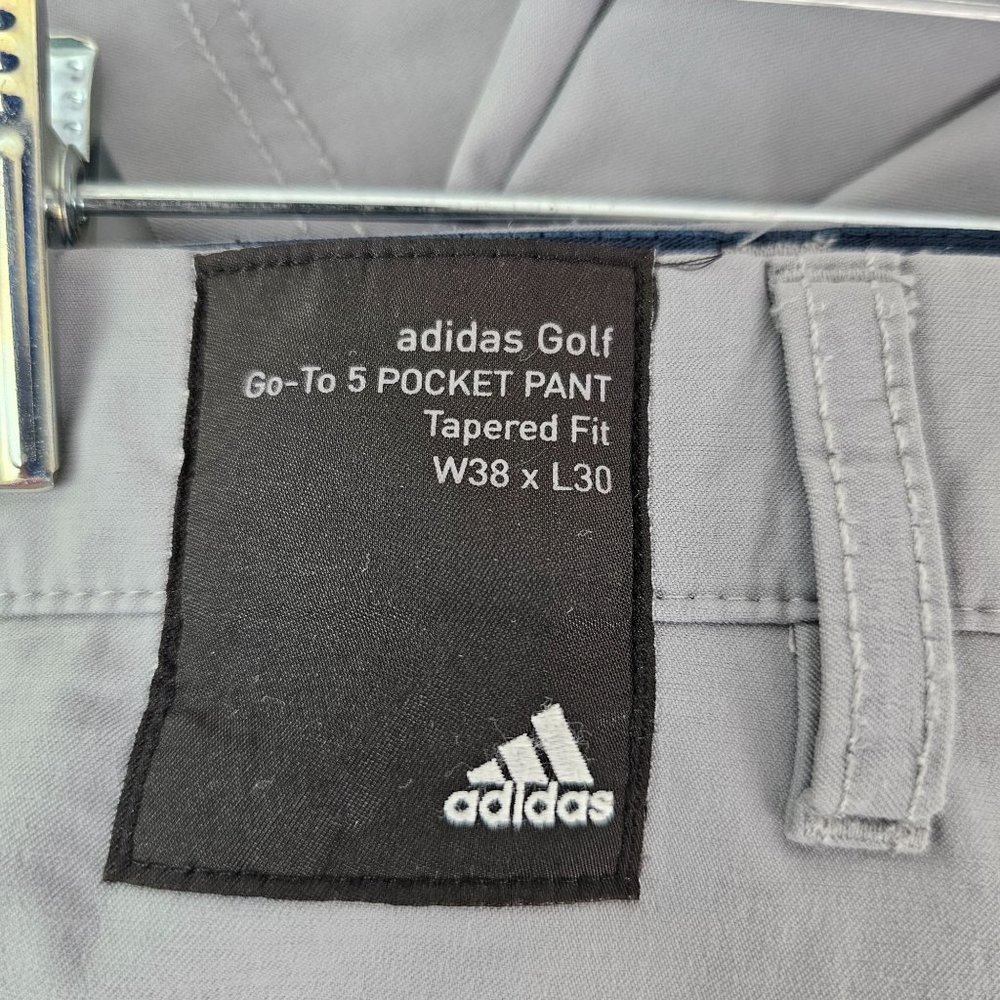 adidas Golf
Go-To 5 POCKET PANT
Tapered Fit
W38 x L30
adidas